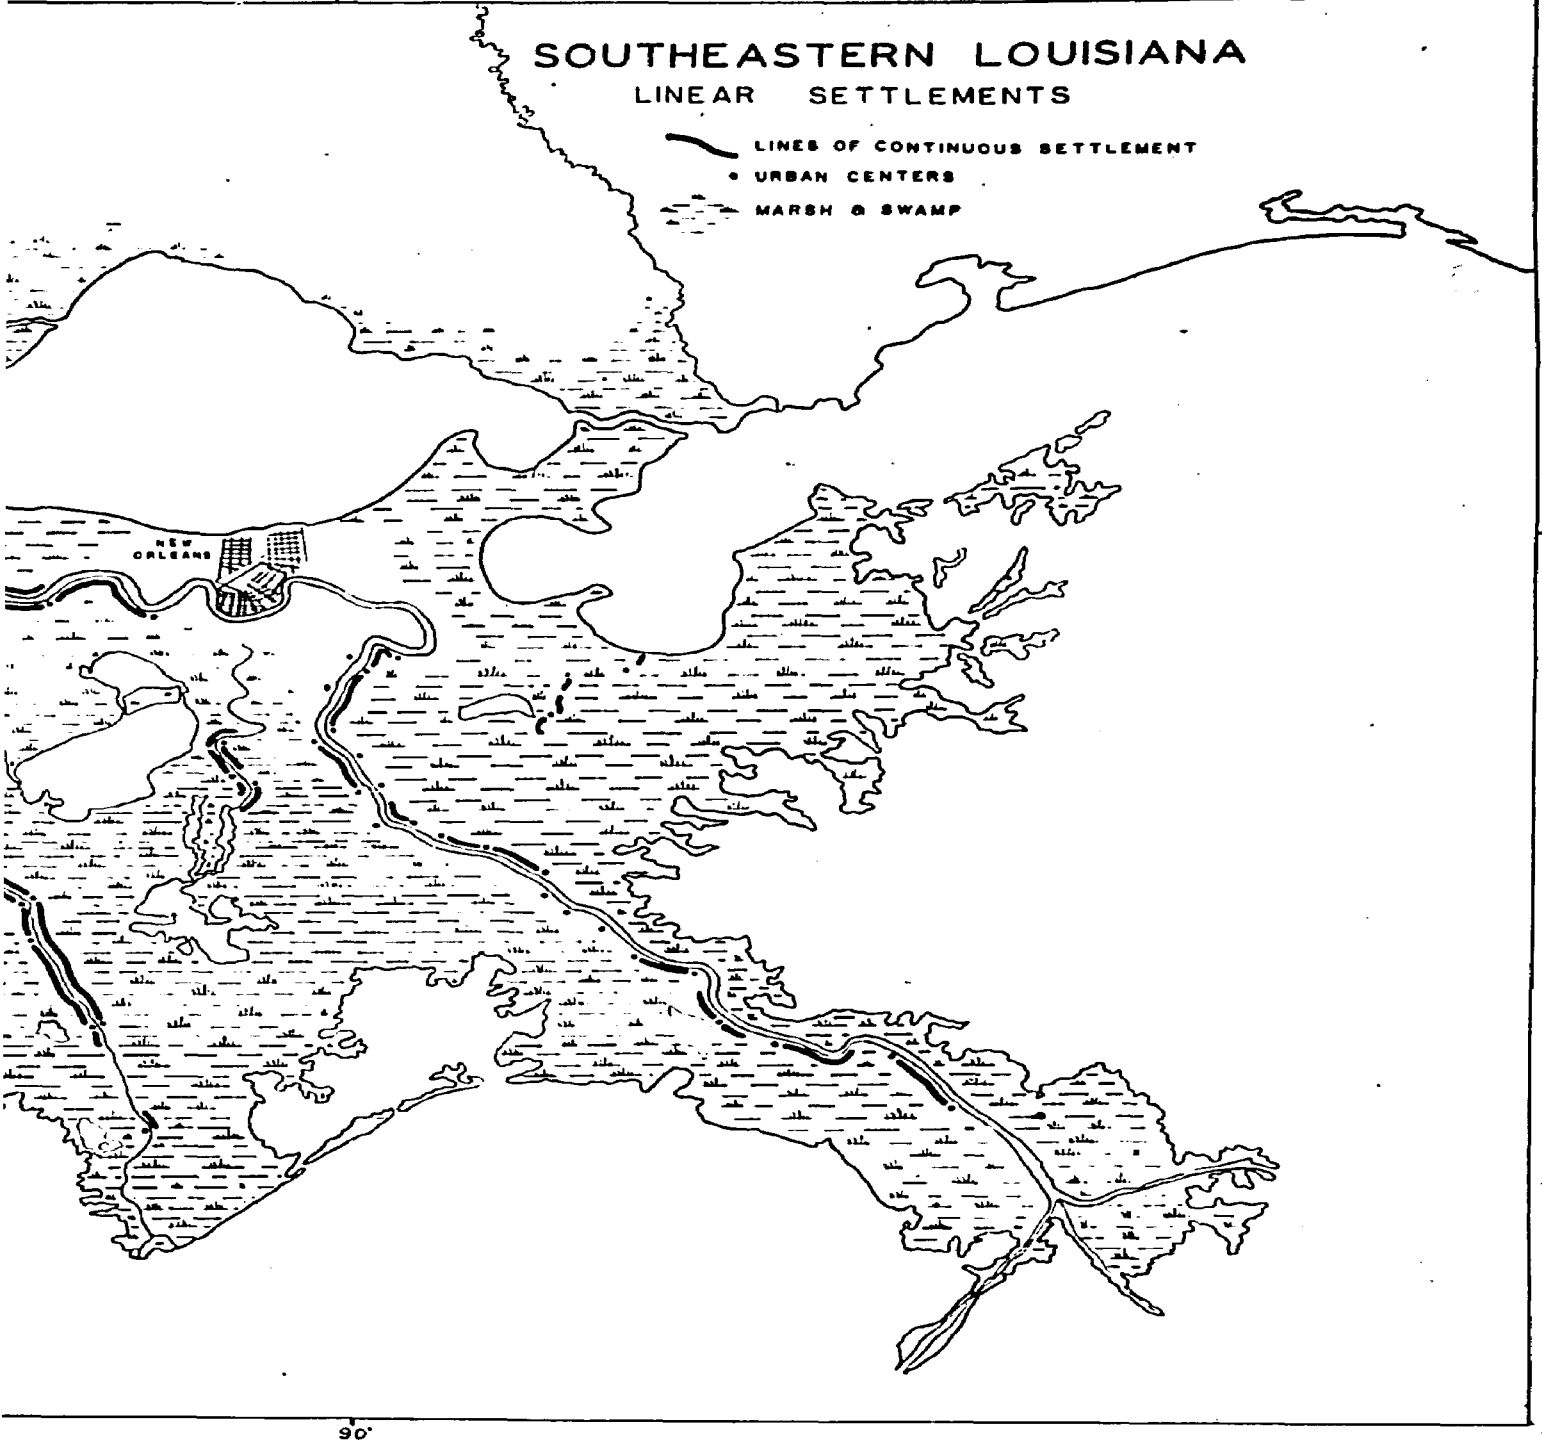 SOUTHEASTERN LOUISIANA
LINEAR SETTLEMENTS
LINES OF CONTINUOUS SETTLEMENT
URBAN CENTERS
MARSH & SWAMP
NEW
ORLEANS
90°